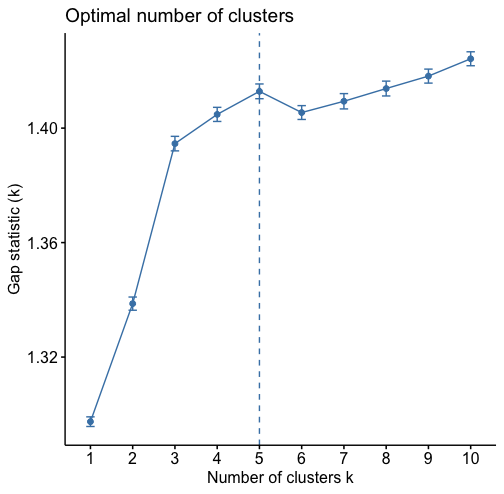 Optimal number of clusters
Gap statistic (k)
1.40
1.36
1.32
1 2 3 4 5 6 7 8 9 10
Number of clusters k